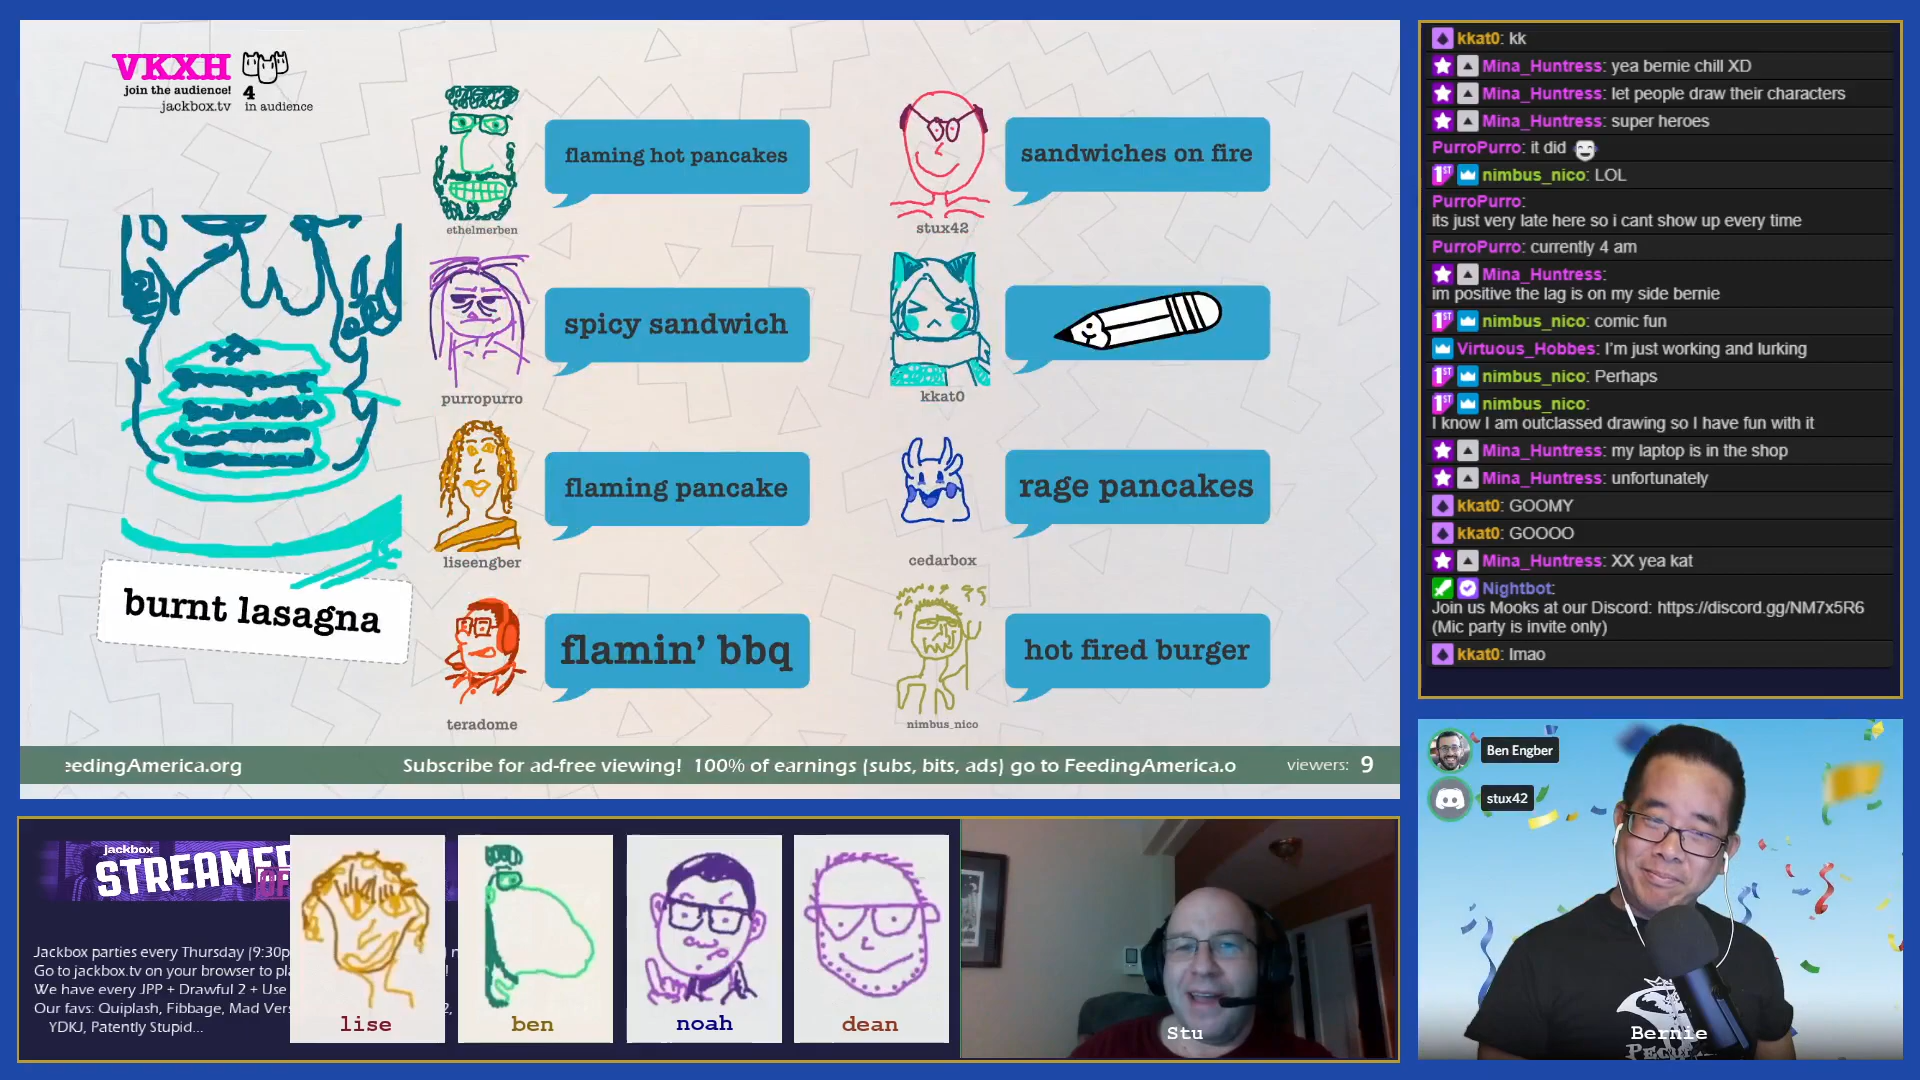 VKXH
join the audience!
jackbox.tv
4
in audience
flaming hot pancakes
ethelmerben
sandwiches on fire
stux42
spicy sandwich
purropurro
kkat0
flaming pancake
liseengber
rage pancakes
cedarbox
flamin' bbq
teradome
hot fired burger
nimbus_nico
burnt lasagna
eedingAmerica.org
Subscribe for ad-free viewing! 100% of earnings (subs, bits, ads) go to FeedingAmerica.o
viewers: 9
kkat0: kk
Mina_Huntress: yea bernie chill XD
Mina_Huntress: let people draw their characters
Mina_Huntress: super heroes
PurroPurro: it did
1ST nimbus_nico: LOL
PurroPurro:
its just very late here so i cant show up every time
PurroPurro: currently 4 am
Mina_Huntress:
im positive the lag is on my side bernie
1ST nimbus_nico: comic fun
Virtuous_Hobbes: I'm just working and lurking
1ST nimbus_nico: Perhaps
1ST nimbus_nico:
I know I am outclassed drawing so I have fun with it
Mina_Huntress: my laptop is in the shop
Mina_Huntress: unfortunately
kkat0: GOOMY
kkat0: GOOOO
Mina_Huntress: XX yea kat
Nightbot:
Join us Mooks at our Discord: https://discord.gg/NM7x5R6
(Mic party is invite only)
kkat0: lmao
Ben Engber
stux42
Bernie
jackbox
STREAMED
OF
Jackbox parties every Thursday (9:30p
Go to jackbox.tv on your browser to pla
We have every JPP + Drawful 2 + Use
Our favs: Quiplash, Fibbage, Mad Vers
YDKJ, Patently Stupid...
lise
ben
noah
dean
Stu